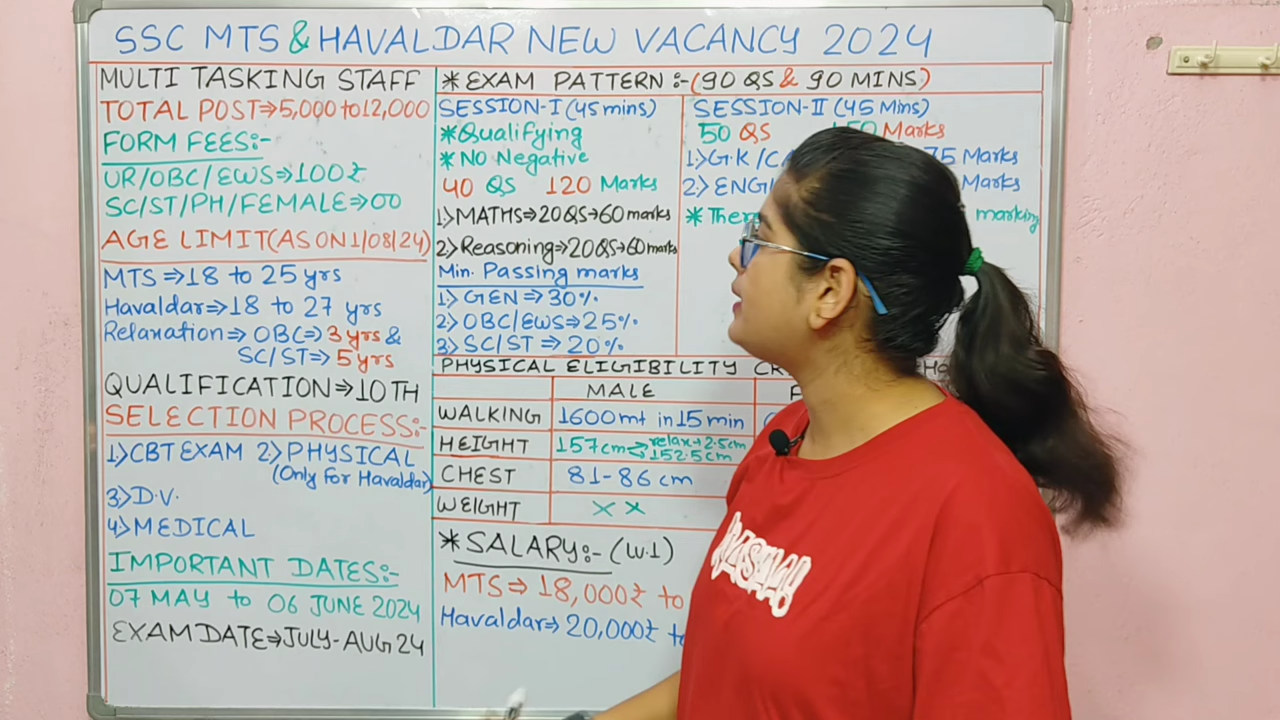 SSC MTS & HAVALDAR NEW VACANCY 2024
MULTI TASKING STAFF
TOTAL POST⇒5,000 to 12,000
FORM FEES:-
UR/OBC/EWS⇒100₹
SC/ST/PH/FEMALE⇒00
AGE LIMIT(AS ON 1/08/24)
MTS ⇒18 to 25 yrs
Havaldar⇒18 to 27 yrs
Relaxation⇒ OBC⇒ 3 yrs &
SC/ST⇒ 5 yrs
QUALIFICATION⇒10TH
SELECTION PROCESS:-
1>CBT EXAM 2>PHYSICAL
(Only for Havaldar)
3>D.V.
4>MEDICAL
IMPORTANT DATES:-
07 MAY to 06 JUNE 2024
EXAM DATE⇒JULY-AUG 24
* EXAM PATTERN :-(90 QS & 90 MINS)
SESSION-I (45 mins)
*Qualifying
*NO Negative
40 QS 120 Marks
1>MATHS⇒20 QS→60 marks
2>Reasoning⇒20 QS→60 marks
Min. Passing marks
1> GEN ⇒ 30%
2>OBC/EWS⇒25%
3>SC/ST ⇒ 20%
SESSION-II (45 Mins)
50 QS 150 Marks
1>G.K/ 75 Marks
2> Marks
* marking
PHYSICAL ELIGIBILITY
MALE
WALKING 1600mt in 15 min
HEIGHT 157cm relax→2.5cm
152.5cm
CHEST 81-86 cm
WEIGHT × ×
*SALARY:- (W.1)
MTS⇒ 18,000₹ to
Havaldar⇒ 20,000₹